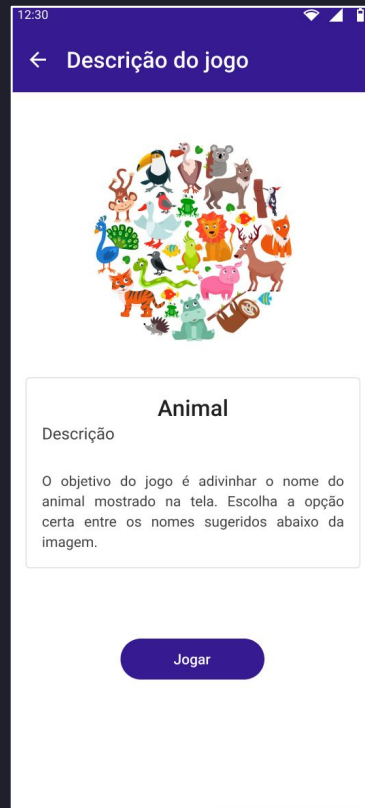 12:30
Descrição do jogo
Animal
Descrição
O objetivo do jogo é adivinhar o nome do
animal mostrado na tela. Escolha a opção
certa entre os nomes sugeridos abaixo da
imagem.
Jogar